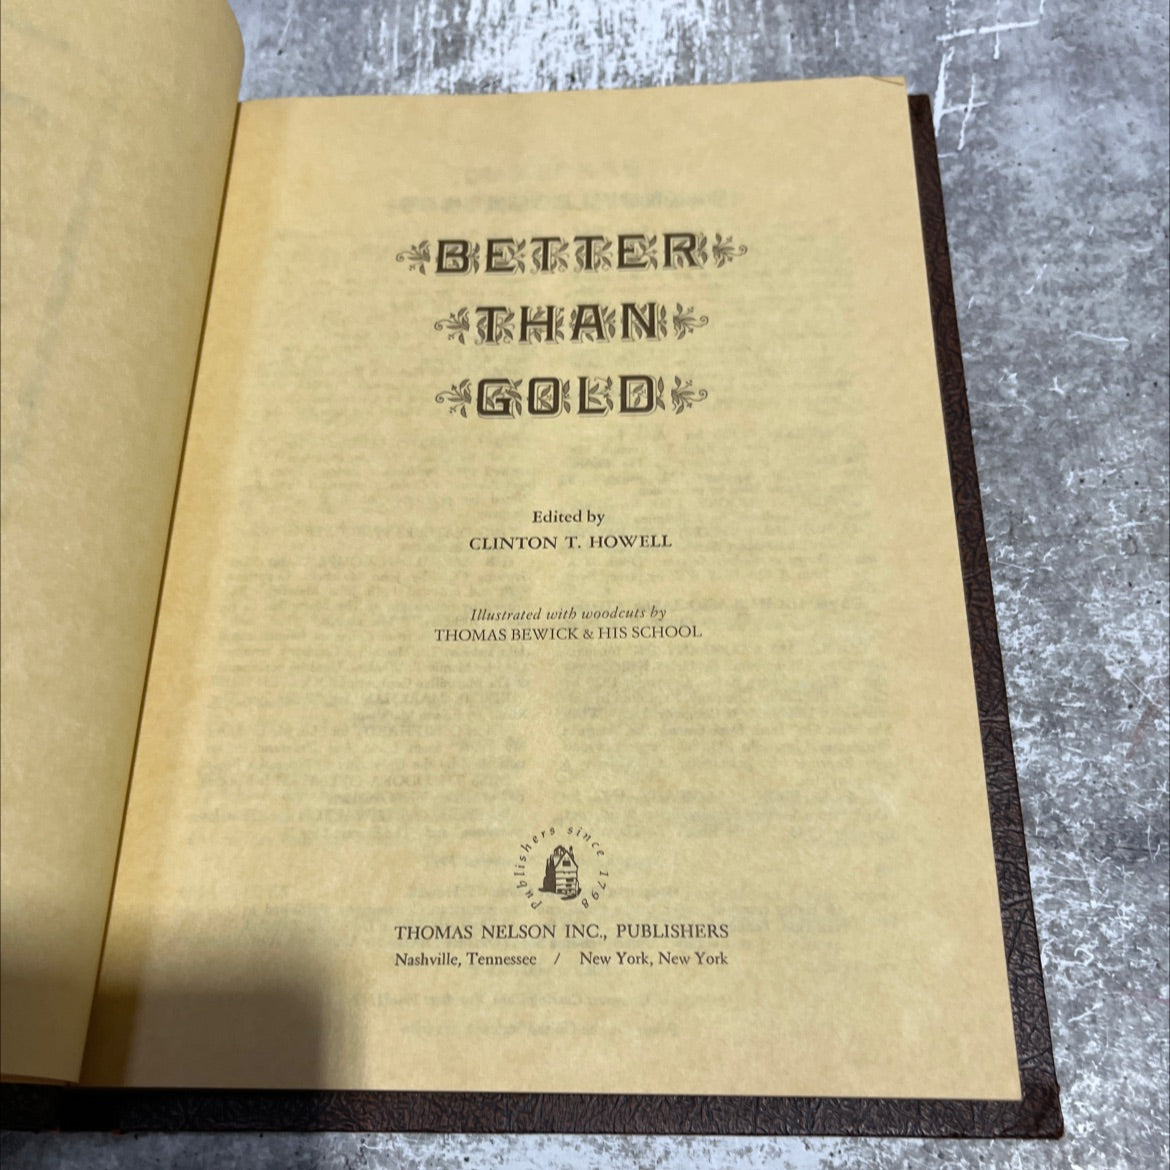 BETTER
THAN
GOLD
Edited by
CLINTON T. HOWELL
Illustrated with woodcuts by
THOMAS BEWICK & HIS SCHOOL
Publishers since 1798
THOMAS NELSON INC., PUBLISHERS
Nashville, Tennessee / New York, New York